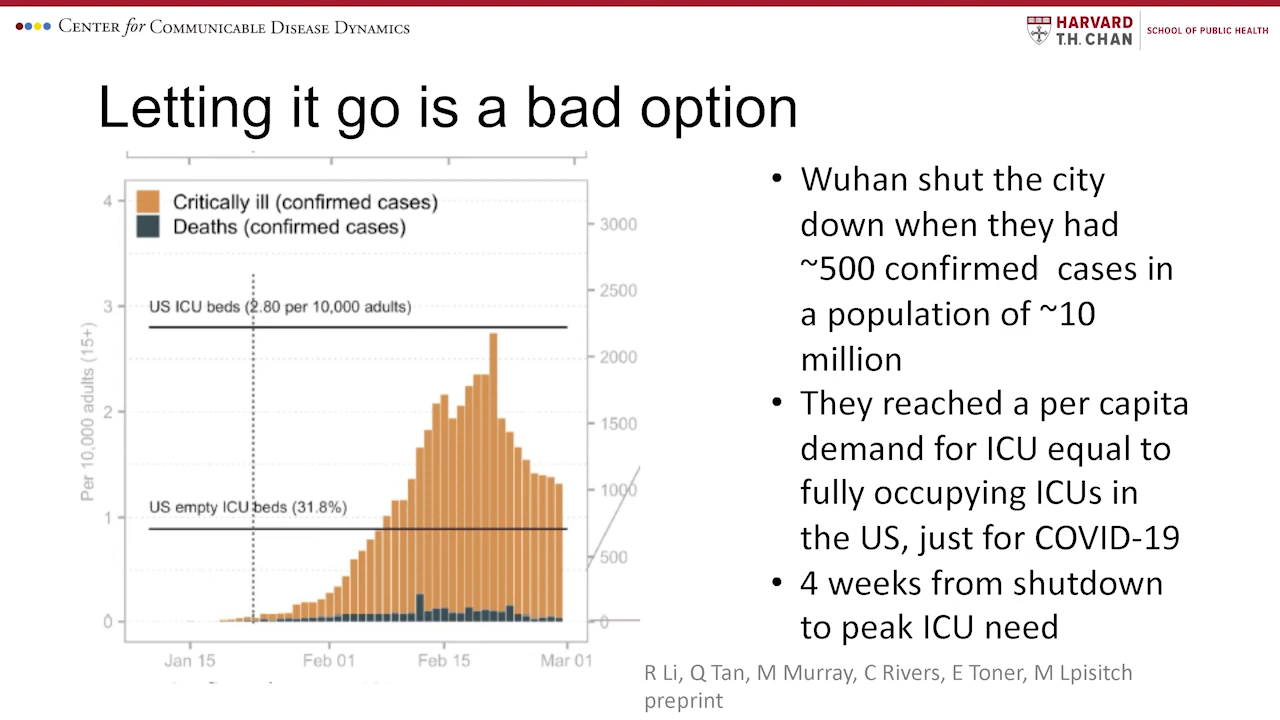 CENTER for COMMUNICABLE DISEASE DYNAMICS
HARVARD
T.H. CHAN
SCHOOL OF PUBLIC HEALTH
Letting it go is a bad option
Critically ill (confirmed cases)
Deaths (confirmed cases)
US ICU beds (2.80 per 10,000 adults)
US empty ICU beds (31.8%)
Per 10,000 adults (15+)
4
3
2
1
0
3000
2500
2000
1500
1000
500
0
Jan 15
Feb 01
Feb 15
Mar 01
• Wuhan shut the city
down when they had
~500 confirmed  cases in
a population of ~10
million
• They reached a per capita
demand for ICU equal to
fully occupying ICUs in
the US, just for COVID-19
• 4 weeks from shutdown
to peak ICU need
R Li, Q Tan, M Murray, C Rivers, E Toner, M Lpisitch
preprint